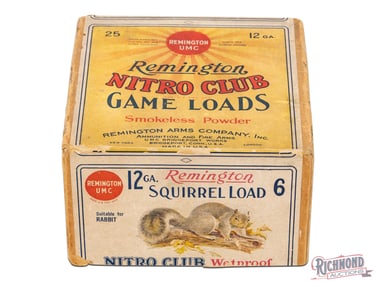 25
REMINGTON
UMC
12 GA.
Remington
NITRO CLUB
GAME LOADS
Smokeless Powder
REMINGTON ARMS COMPANY, INC.
AMMUNITION AND FIRE ARMS
BRIDGEPORT, CONN., U.S.A.
MADE IN U.S.A.
REMINGTON
UMC
12 GA. Remington
SQUIRREL LOAD 6
Suitable for
RABBIT
NITRO CLUB Wetproof
RICHMOND
AUCTIONS